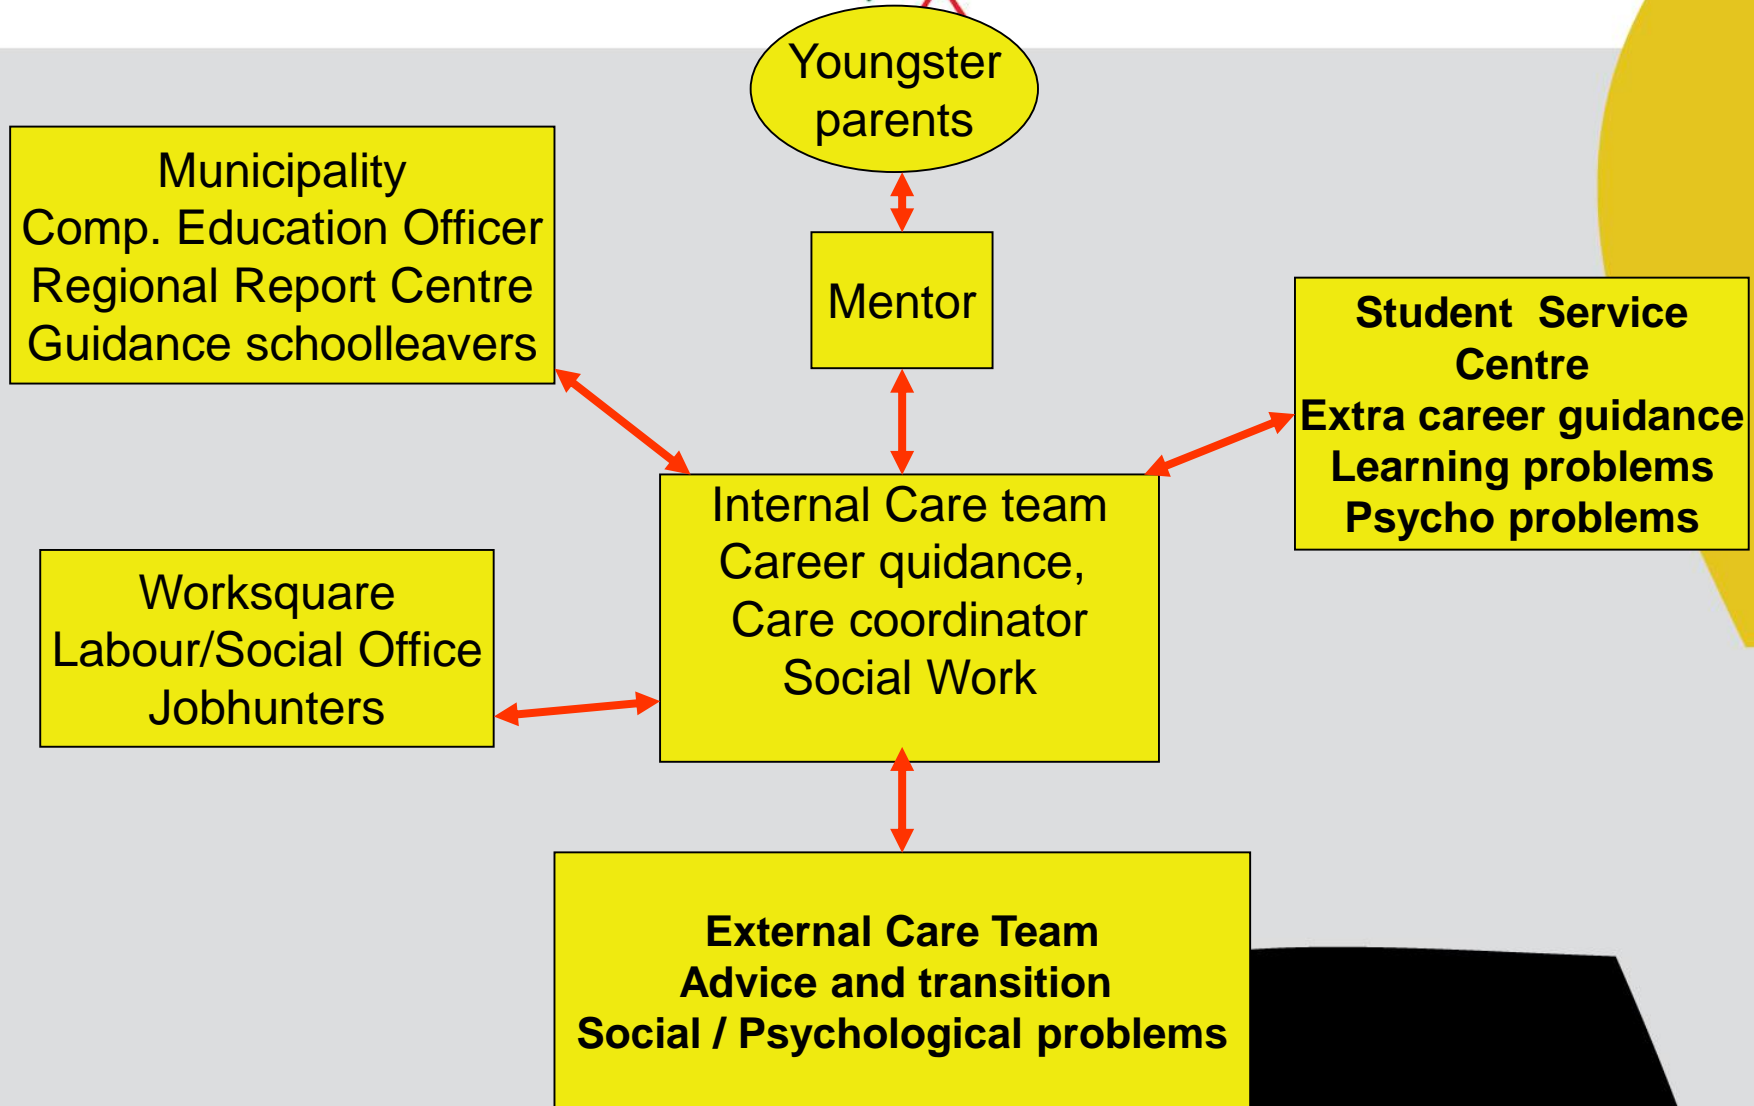 Youngster
parents
Municipality
Comp. Education Officer
Regional Report Centre
Guidance schoolleavers
Mentor
Student Service
Centre
Extra career guidance
Learning problems
Psycho problems
Internal Care team
Career quidance,
Care coordinator
Social Work
Worksquare
Labour/Social Office
Jobhunters
External Care Team
Advice and transition
Social / Psychological problems